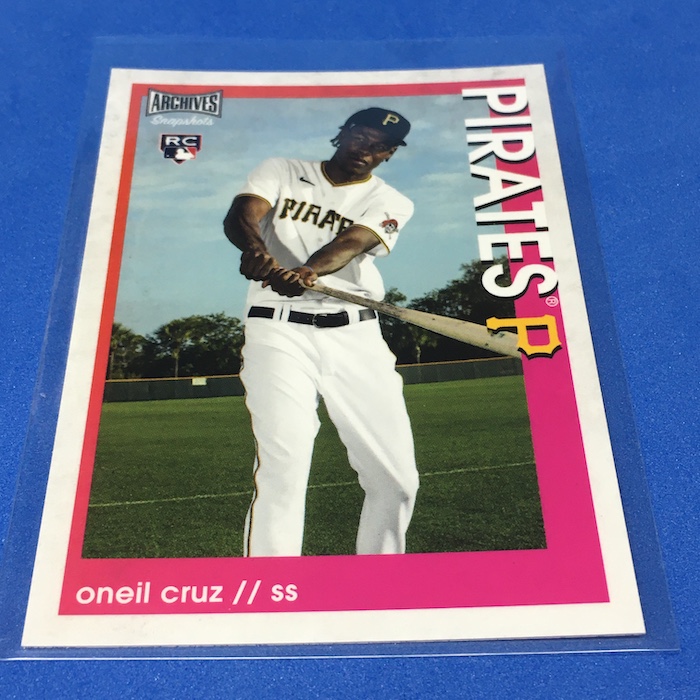 ARCHIVES
Snapshots
RC
PIRATES®
P
P
PIRATES
oneil cruz // ss